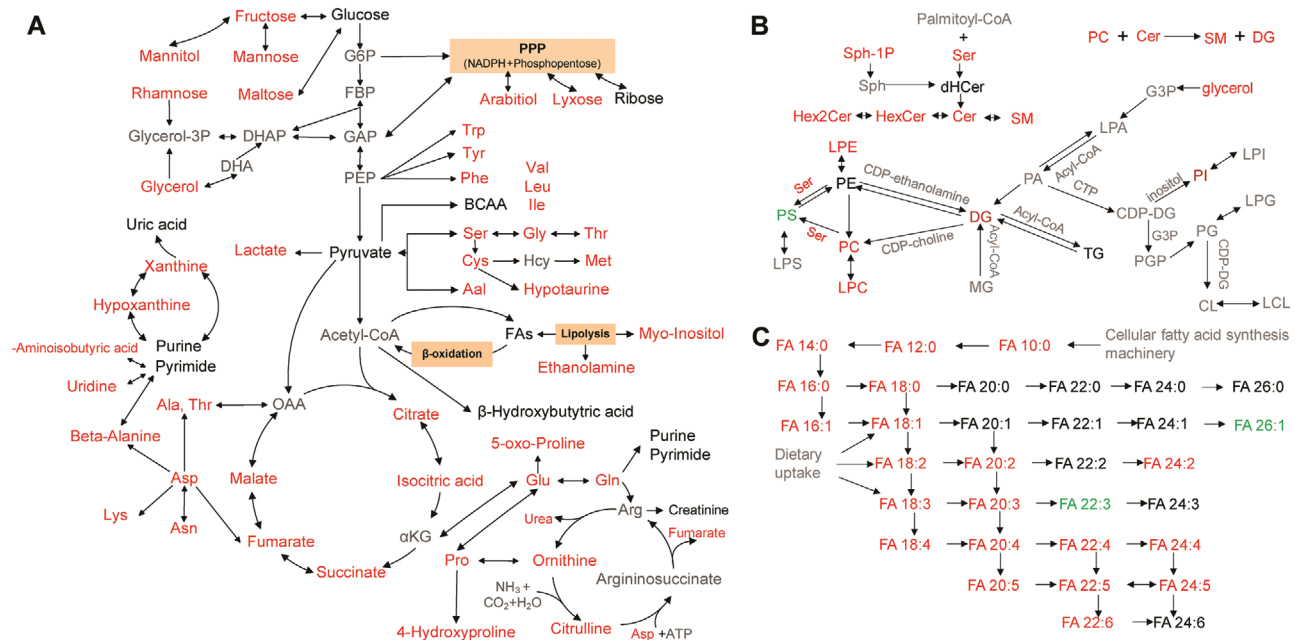 A
Fructose
Glucose
Mannitol
Mannose
G6P
PPP
(NADPH+Phosphopentose)
Rhamnose
Maltose
FBP
Arabitiol
Lyxose
Ribose
Glycerol-3P
DHAP
GAP
DHA
Trp
Glycerol
Tyr
Val
PEP
Phe
Leu
BCAA
Ile
Uric acid
Lactate
Pyruvate
Ser
Gly
Thr
Xanthine
Cys
Hcy
Met
Hypoxanthine
Aal
Hypotaurine
Acetyl-CoA
FAs
Lipolysis
Myo-Inositol
Purine
Pyrimide
β-oxidation
-Aminoisobutyric acid
Ethanolamine
Uridine
OAA
Ala, Thr
Citrate
β-Hydroxybutytric acid
Beta-Alanine
5-oxo-Proline
Purine
Pyrimide
Asp
Malate
Isocitric acid
Glu
Gln
Lys
Asn
Arg
Creatinine
Urea
Fumarate
Fumarate
αKG
Succinate
Pro
Ornithine
Argininosuccinate
NH₃ +
CO₂+H₂O
4-Hydroxyproline
Citrulline
Asp +ATP
B
Palmitoyl-CoA
+
PC + Cer SM + DG
Sph-1P
Ser
Sph
dHCer
G3P
glycerol
Hex2Cer
HexCer
Cer
SM
LPA
LPE
Acyl-CoA
LPI
PE
CDP-ethanolamine
PA
CTP
inositol
PI
Ser
PS
DG
Acyl-CoA
CDP-DG
LPG
Ser
PC
CDP-choline
Acyl-CoA
TG
G3P
PG
LPS
PGP
CDP-DG
LPC
MG
CL
LCL
C
FA 14:0
FA 12:0
FA 10:0
Cellular fatty acid synthesis
machinery
FA 16:0
FA 18:0
FA 20:0
FA 22:0
FA 24:0
FA 26:0
FA 16:1
FA 18:1
FA 20:1
FA 22:1
FA 24:1
FA 26:1
Dietary
uptake
FA 18:2
FA 20:2
FA 22:2
FA 24:2
FA 18:3
FA 20:3
FA 22:3
FA 24:3
FA 18:4
FA 20:4
FA 22:4
FA 24:4
FA 20:5
FA 22:5
FA 24:5
FA 22:6
FA 24:6